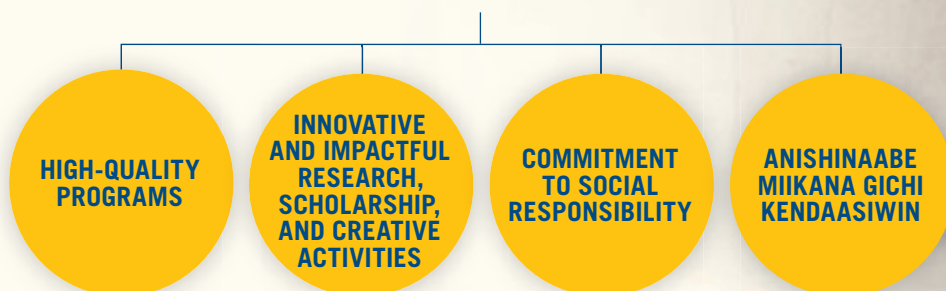 HIGH-QUALITY
PROGRAMS
INNOVATIVE
AND IMPACTFUL
RESEARCH,
SCHOLARSHIP,
AND CREATIVE
ACTIVITIES
COMMITMENT
TO SOCIAL
RESPONSIBILITY
ANISHINAABE
MIIKANA GICHI
KENDAASIWIN